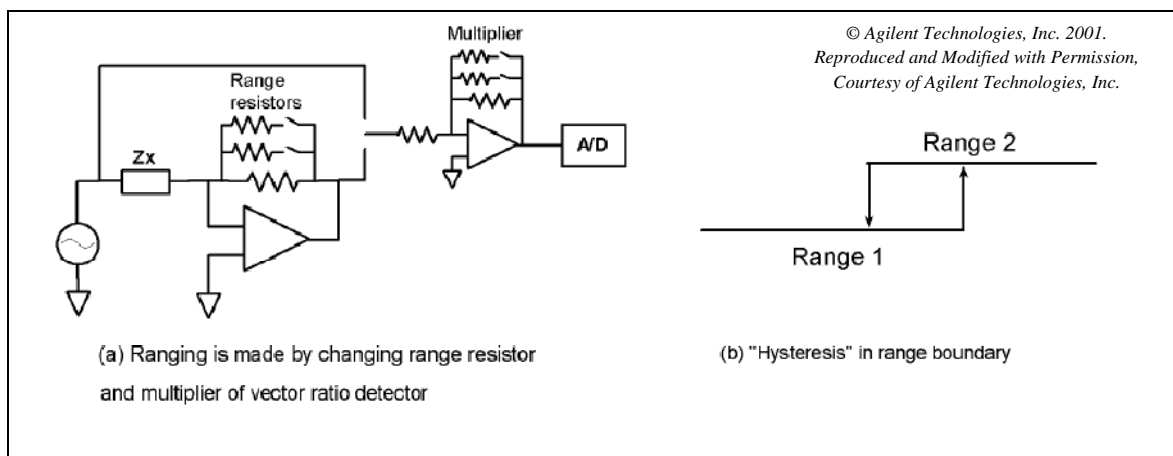 © Agilent Technologies, Inc. 2001.
Reproduced and Modified with Permission,
Courtesy of Agilent Technologies, Inc.
Multiplier
Range
resistors
Zx
A/D
Range 2
Range 1
(a) Ranging is made by changing range resistor
and multiplier of vector ratio detector
(b) "Hysteresis" in range boundary